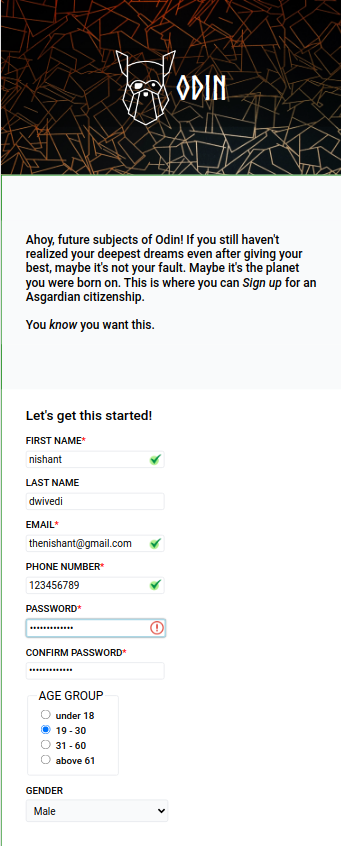 ODIN
Ahoy, future subjects of Odin! If you still haven't
realized your deepest dreams even after giving your
best, maybe it's not your fault. Maybe it's the planet
you were born on. This is where you can Sign up for an
Asgardian citizenship.
You know you want this.
Let's get this started!
FIRST NAME*
nishant
LAST NAME
dwivedi
EMAIL*
thenishant@gmail.com
PHONE NUMBER*
123456789
PASSWORD*
•••••••••••••
CONFIRM PASSWORD*
•••••••••••••
AGE GROUP
under 18
19 - 30
31 - 60
above 61
GENDER
Male